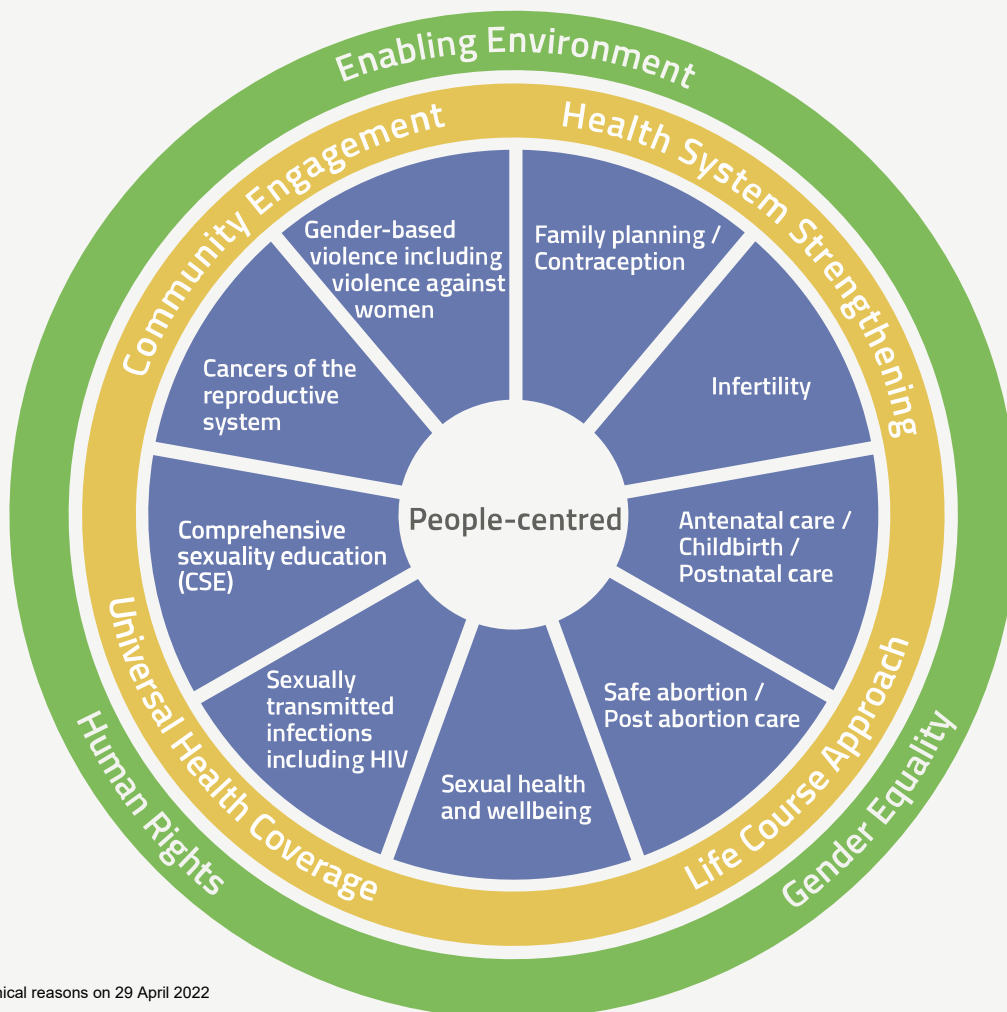 Enabling Environment
Community Engagement
Health System Strengthening
Gender-based
violence including
violence against
women
Family planning /
Contraception
Cancers of the
reproductive
system
Infertility
People-centred
Comprehensive
sexuality education
(CSE)
Antenatal care /
Childbirth /
Postnatal care
Sexually
transmitted
infections
including HIV
Safe abortion /
Post abortion care
Sexual health
and wellbeing
Universal Health Coverage
Life Course Approach
Human Rights
Gender Equality
reasons on 29 April 2022